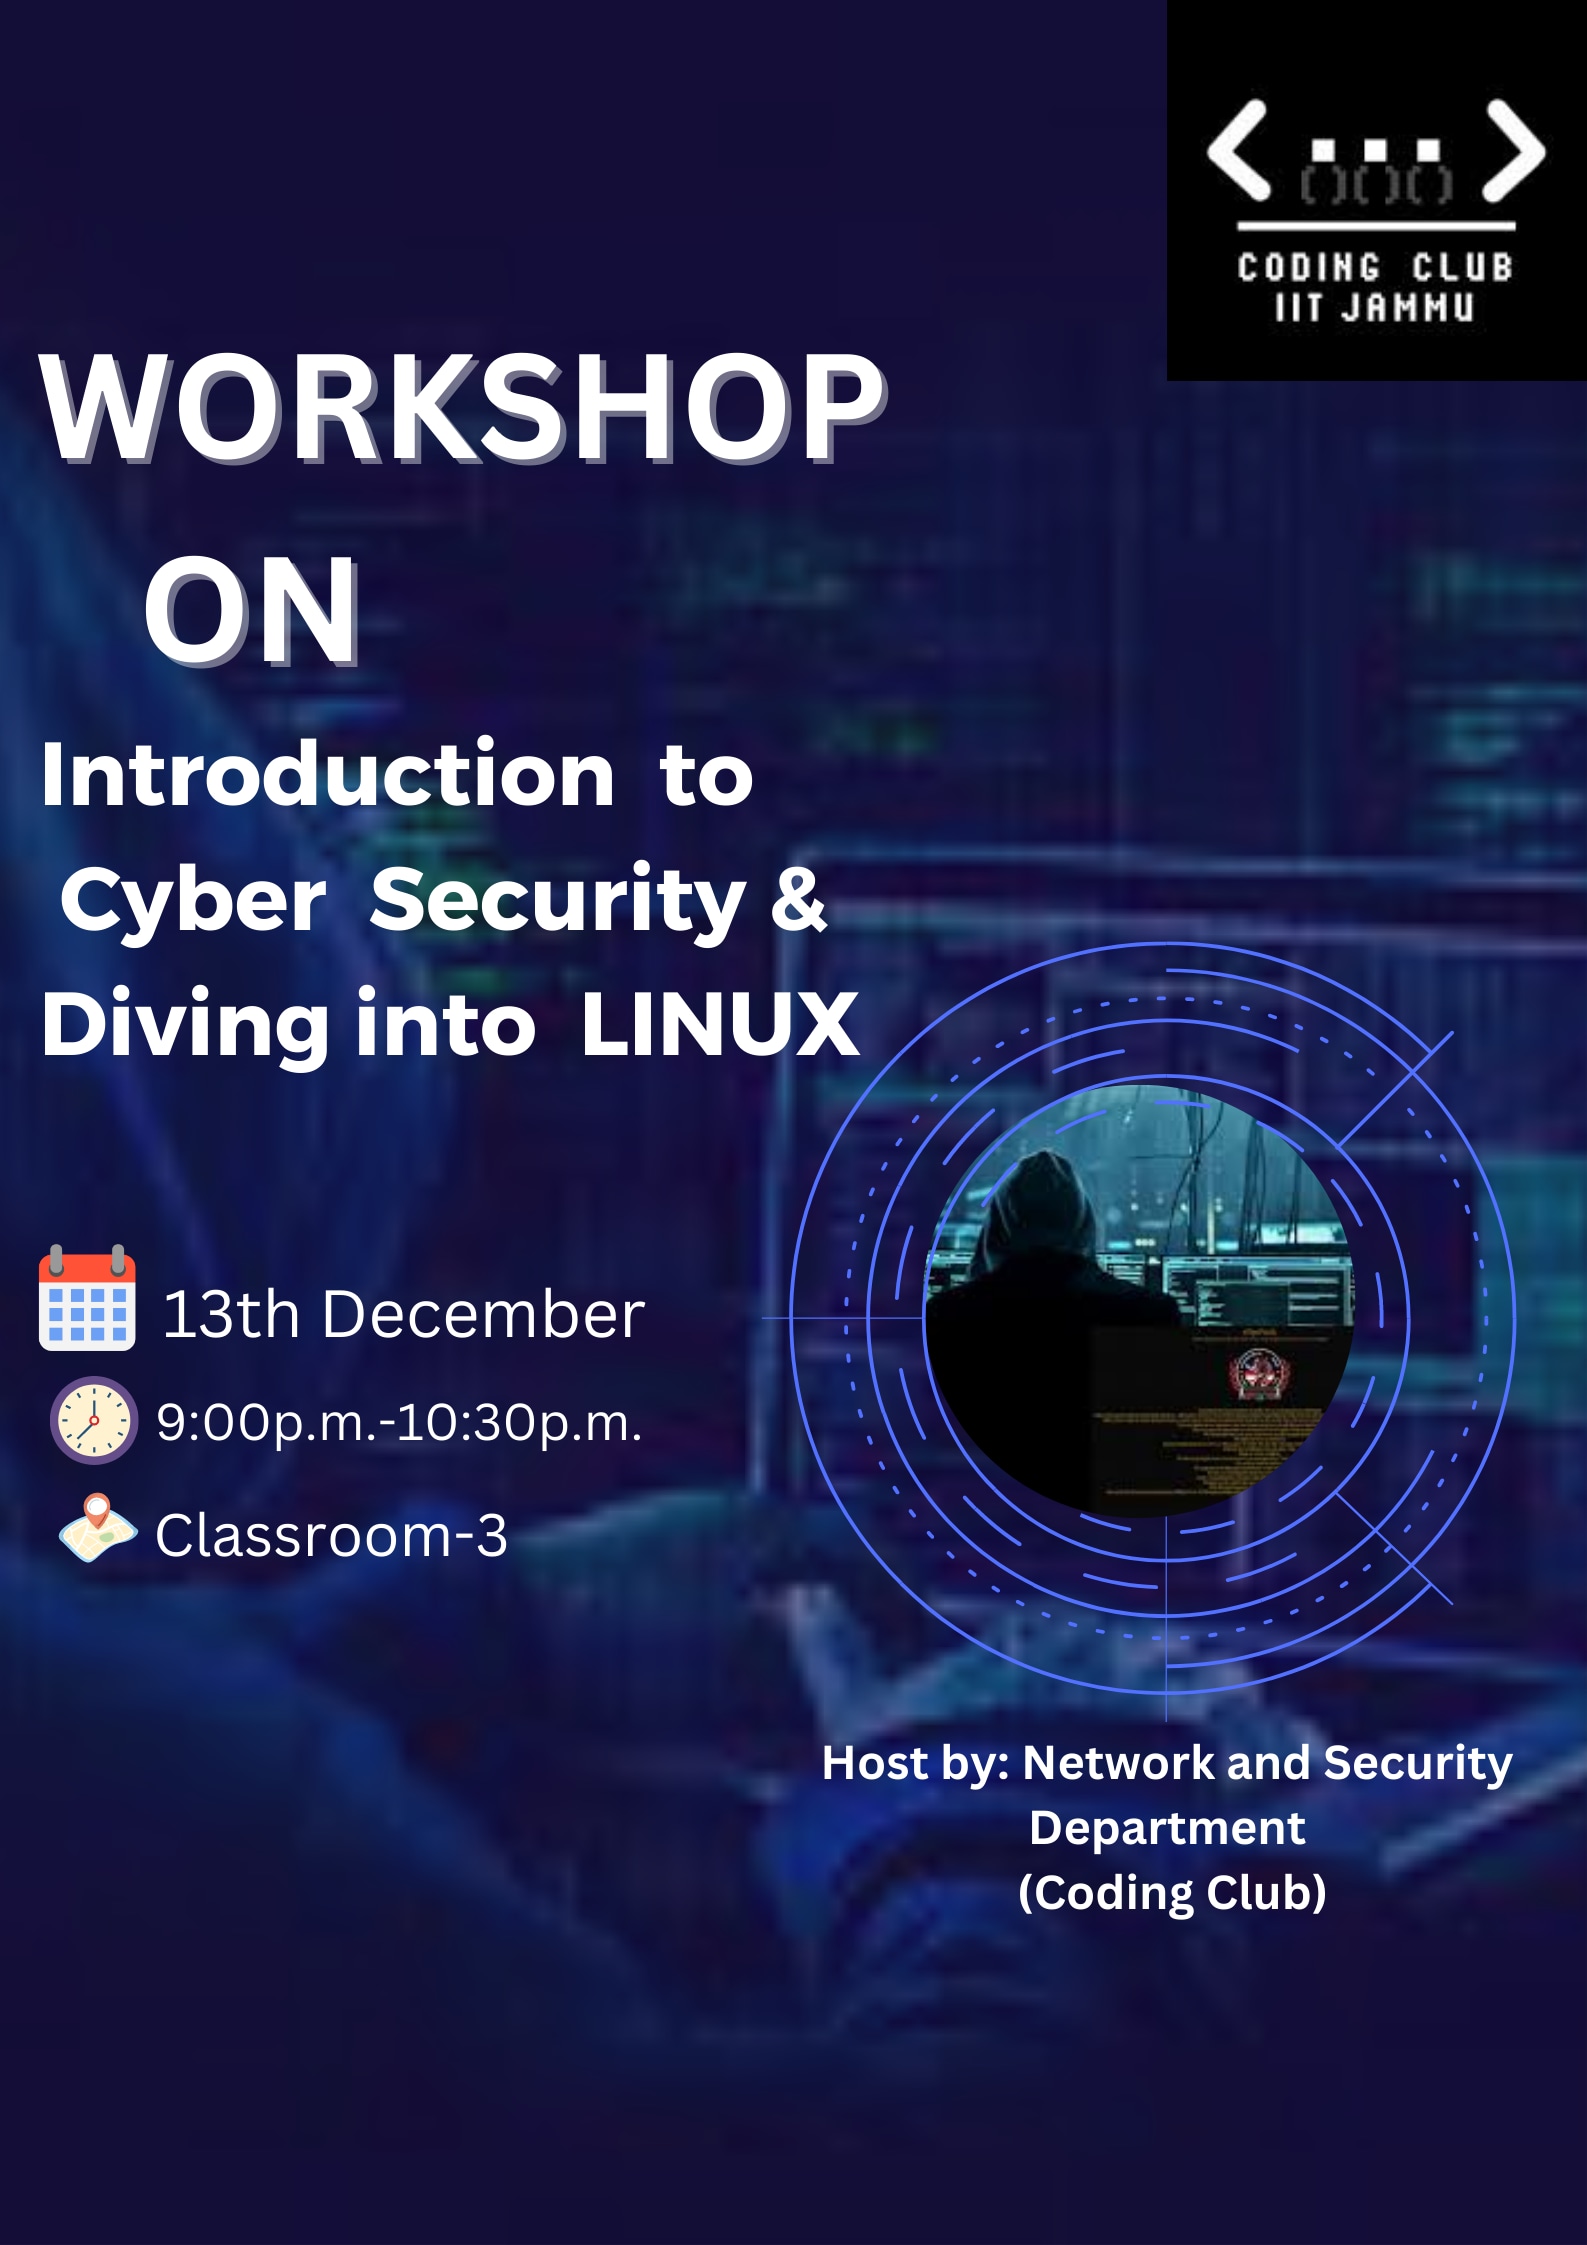 CODING CLUB
IIT JAMMU
WORKSHOP
ON
Introduction to
Cyber Security &
Diving into LINUX
13th December
9:00p.m.-10:30p.m.
Classroom-3
Host by: Network and Security
Department
(Coding Club)